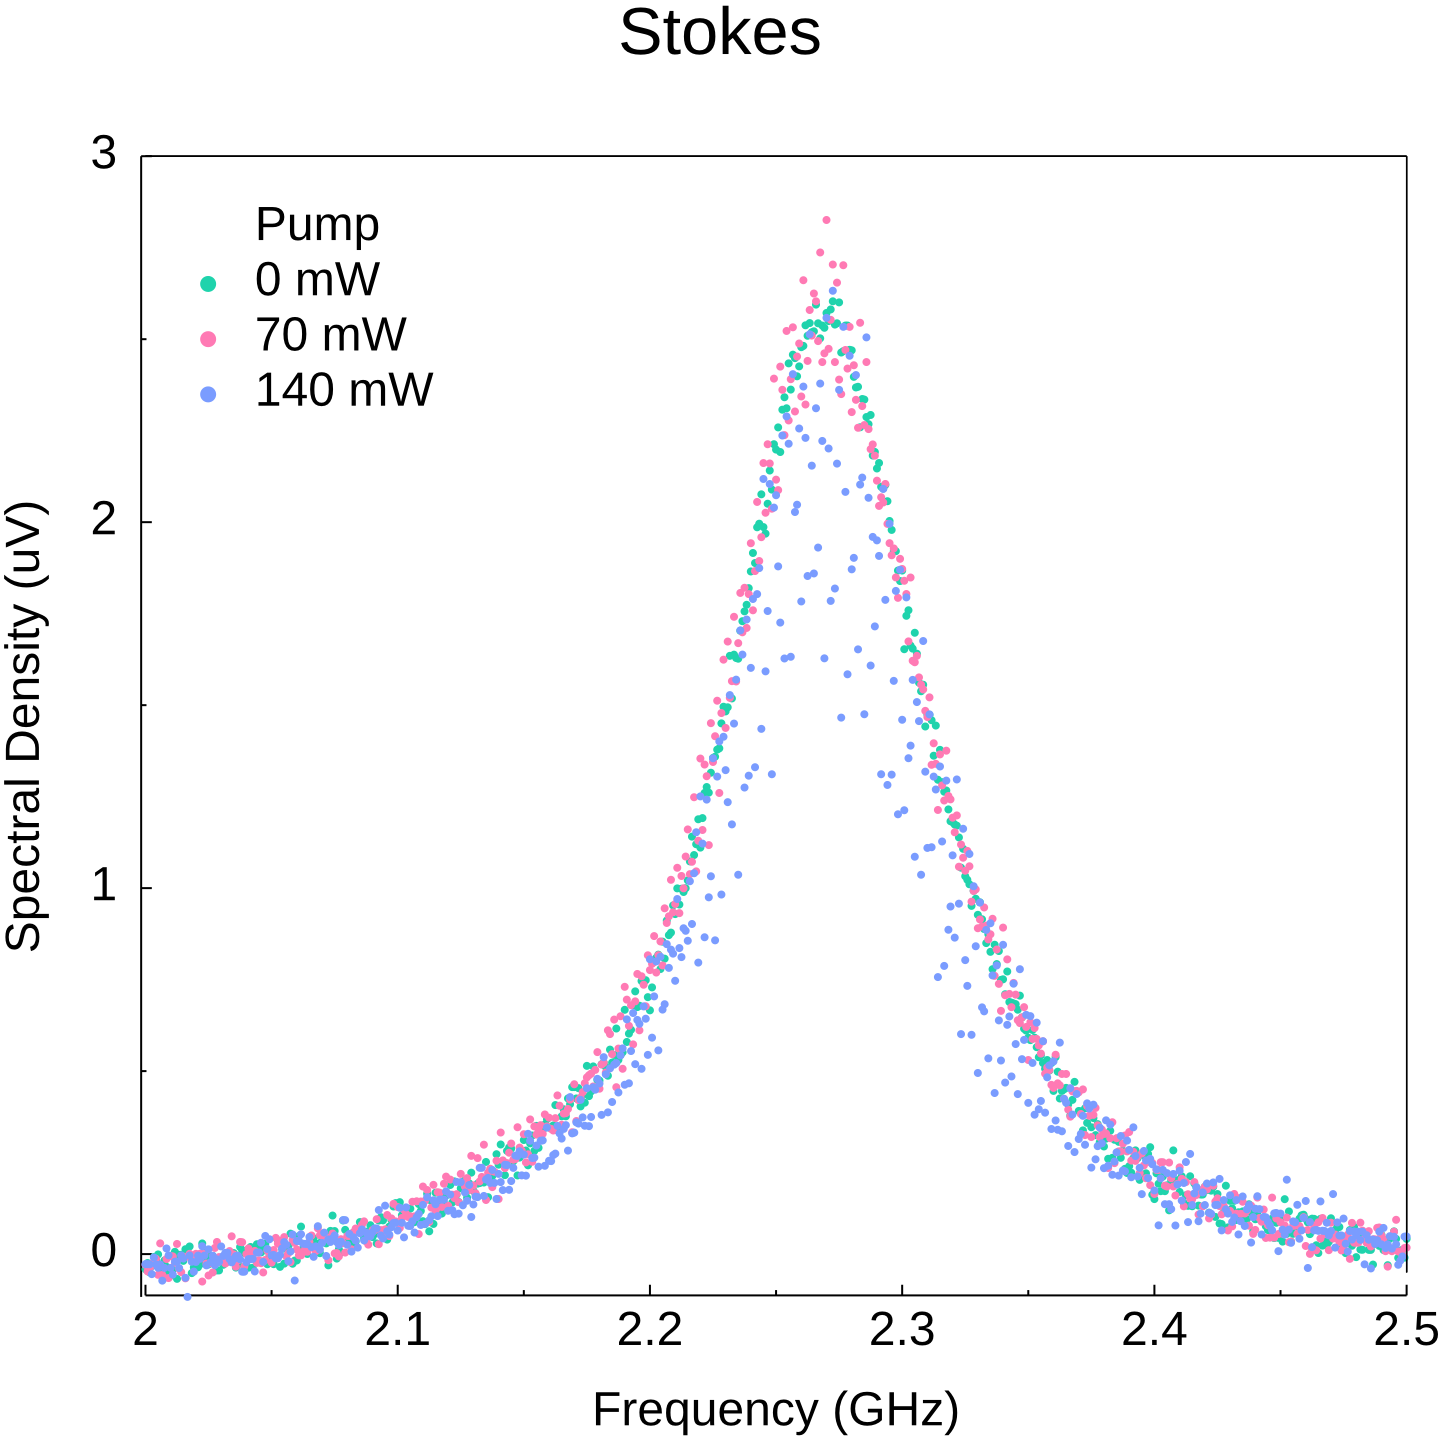 Stokes
3
Pump
0 mW
70 mW
140 mW
2
1
0
Spectral Density (uV)
2 2.1 2.2 2.3 2.4 2.5
Frequency (GHz)